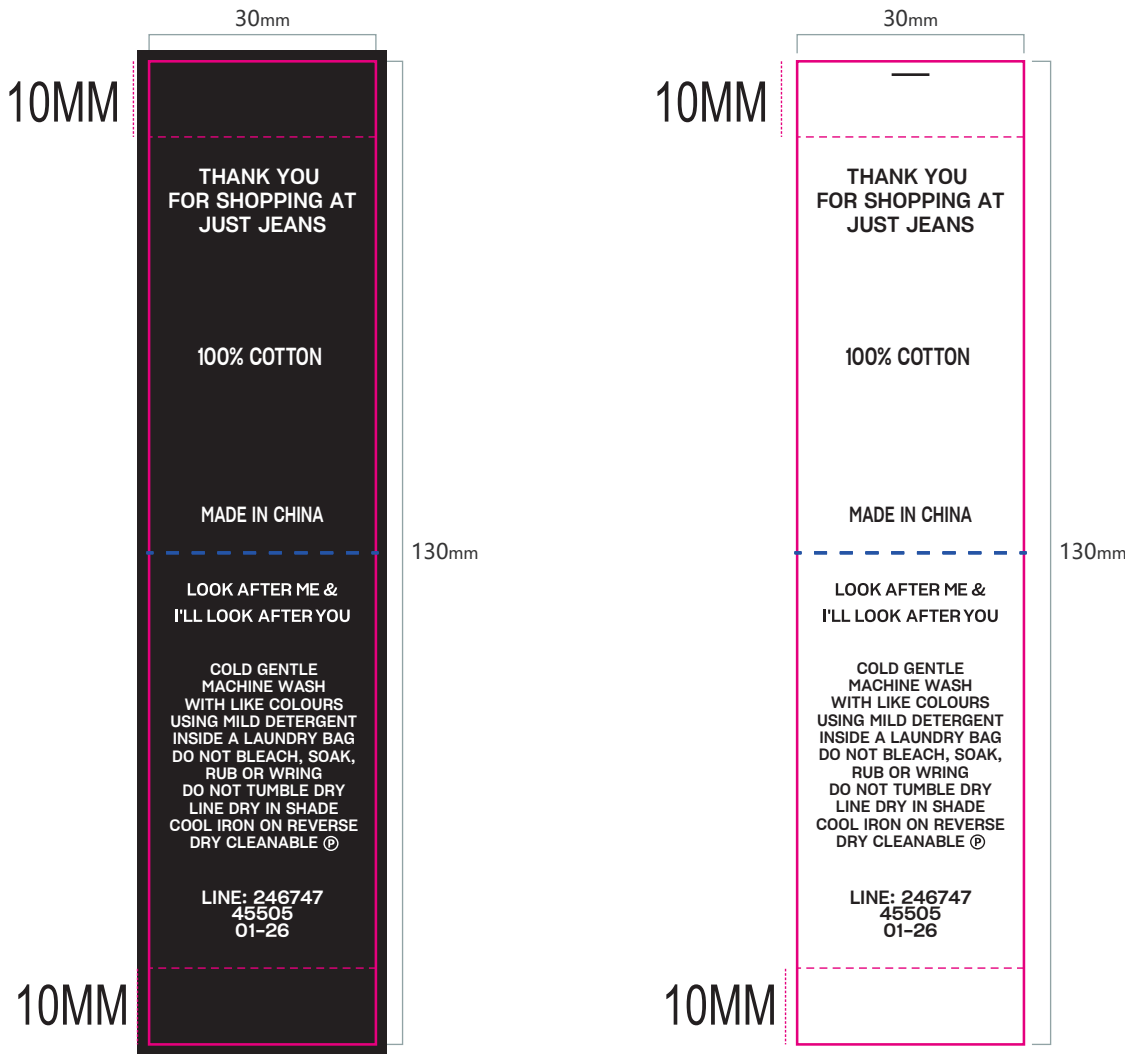 30mm
10MM
THANK YOU
FOR SHOPPING AT
JUST JEANS
100% COTTON
MADE IN CHINA
130mm
LOOK AFTER ME &
I'LL LOOK AFTER YOU
COLD GENTLE
MACHINE WASH
WITH LIKE COLOURS
USING MILD DETERGENT
INSIDE A LAUNDRY BAG
DO NOT BLEACH, SOAK,
RUB OR WRING
DO NOT TUMBLE DRY
LINE DRY IN SHADE
COOL IRON ON REVERSE
DRY CLEANABLE Ⓟ
LINE: 246747
45505
01-26
10MM
30mm
10MM
THANK YOU
FOR SHOPPING AT
JUST JEANS
100% COTTON
MADE IN CHINA
130mm
LOOK AFTER ME &
I'LL LOOK AFTER YOU
COLD GENTLE
MACHINE WASH
WITH LIKE COLOURS
USING MILD DETERGENT
INSIDE A LAUNDRY BAG
DO NOT BLEACH, SOAK,
RUB OR WRING
DO NOT TUMBLE DRY
LINE DRY IN SHADE
COOL IRON ON REVERSE
DRY CLEANABLE Ⓟ
LINE: 246747
45505
01-26
10MM